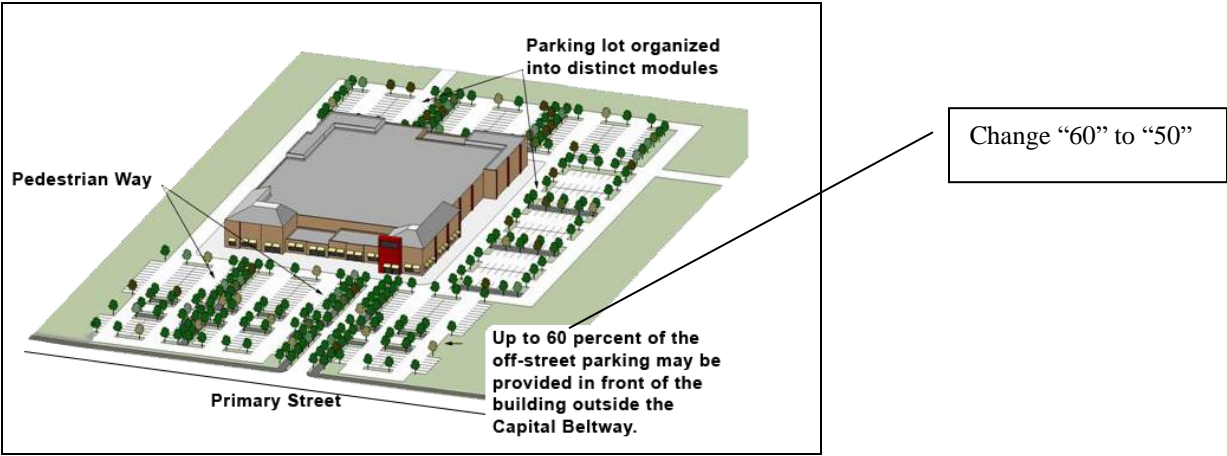 Parking lot organized
into distinct modules
Change “60” to “50”
Pedestrian Way
Up to 60 percent of the
off-street parking may be
provided in front of the
building outside the
Capital Beltway.
Primary Street